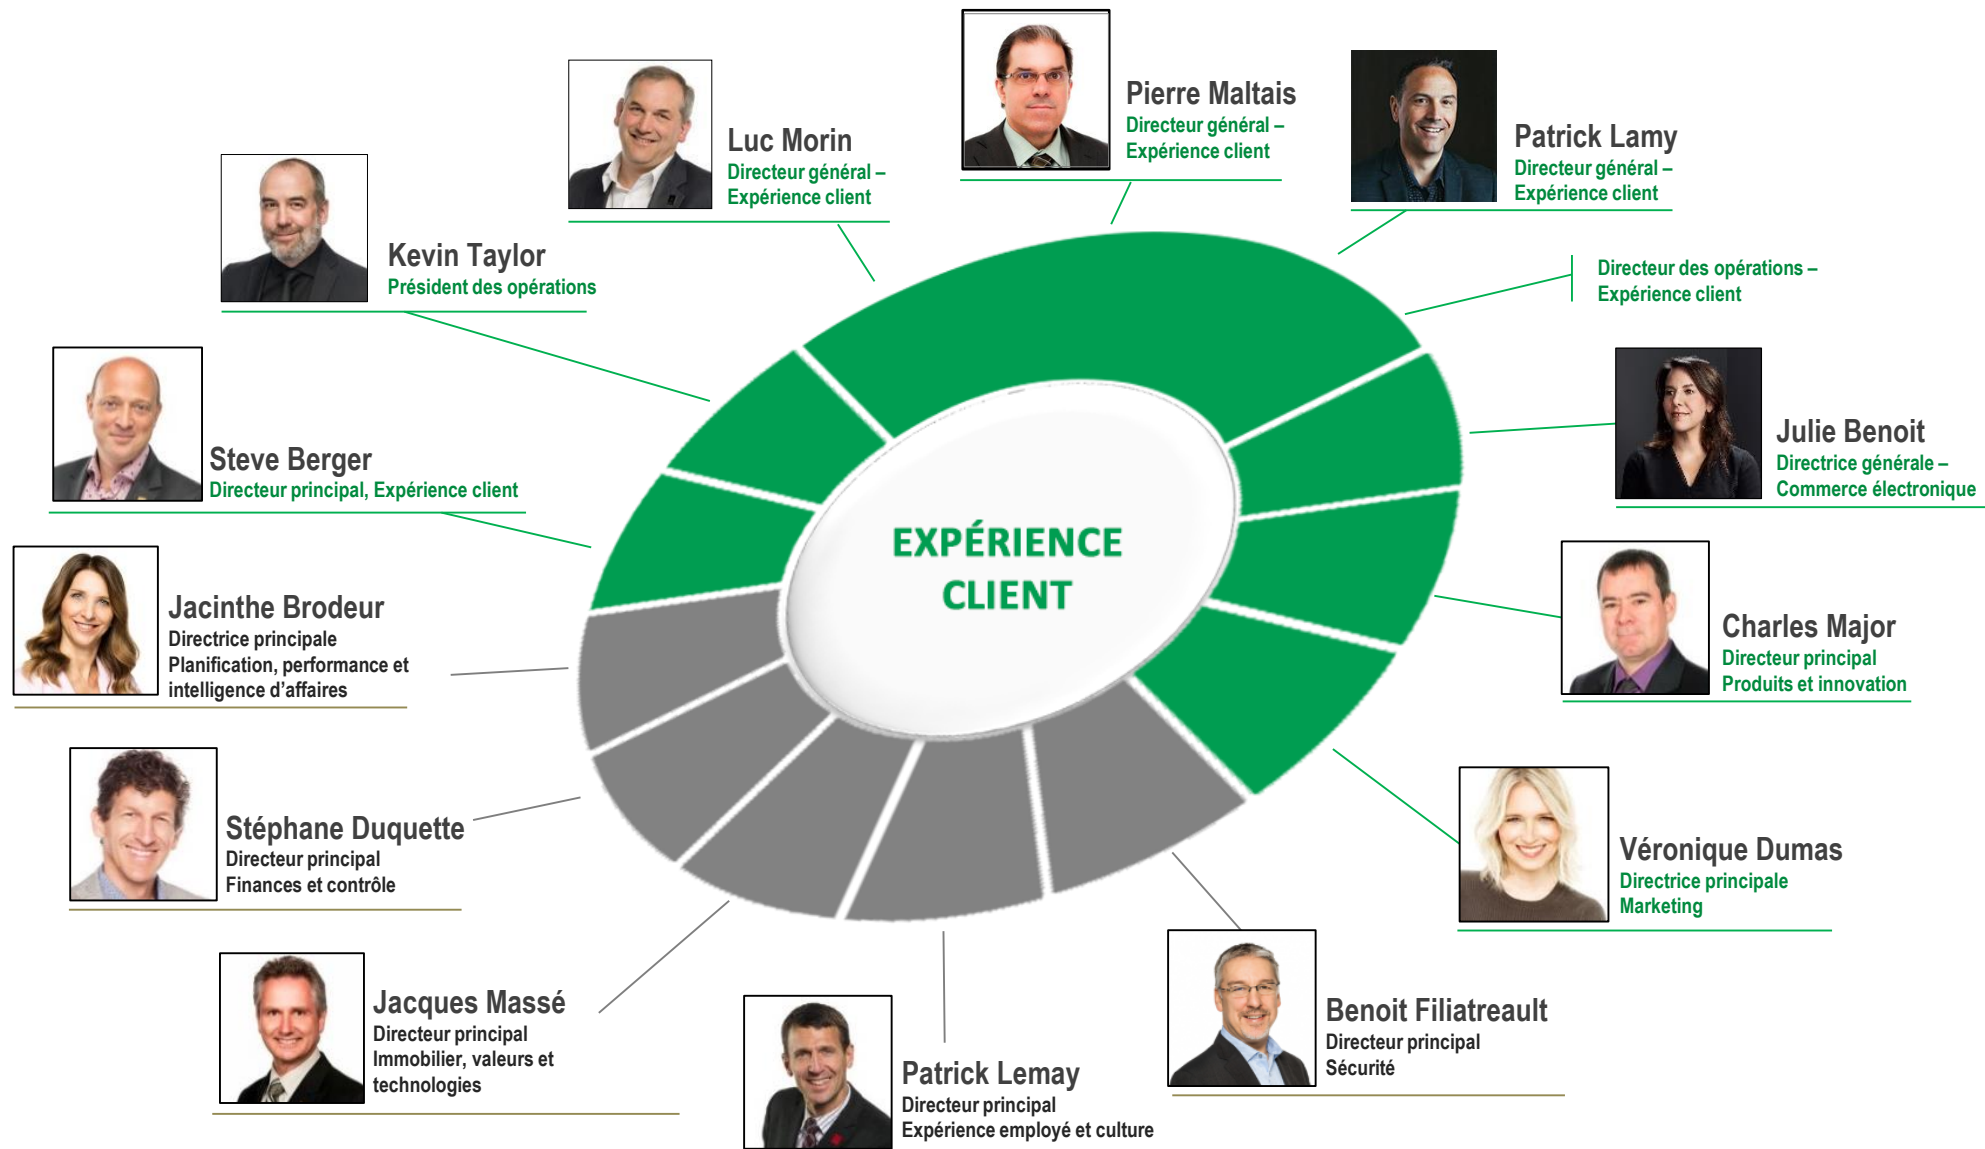 Pierre Maltais
Directeur général –
Expérience client
Luc Morin
Directeur général –
Expérience client
Patrick Lamy
Directeur général –
Expérience client
Kevin Taylor
Président des opérations
Directeur des opérations –
Expérience client
Steve Berger
Directeur principal, Expérience client
Julie Benoit
Directrice générale –
Commerce électronique
EXPÉRIENCE
CLIENT
Jacinthe Brodeur
Directrice principale
Planification, performance et
intelligence d’affaires
Charles Major
Directeur principal
Produits et innovation
Stéphane Duquette
Directeur principal
Finances et contrôle
Véronique Dumas
Directrice principale
Marketing
Jacques Massé
Directeur principal
Immobilier, valeurs et
technologies
Benoit Filiatreault
Directeur principal
Sécurité
Patrick Lemay
Directeur principal
Expérience employé et culture